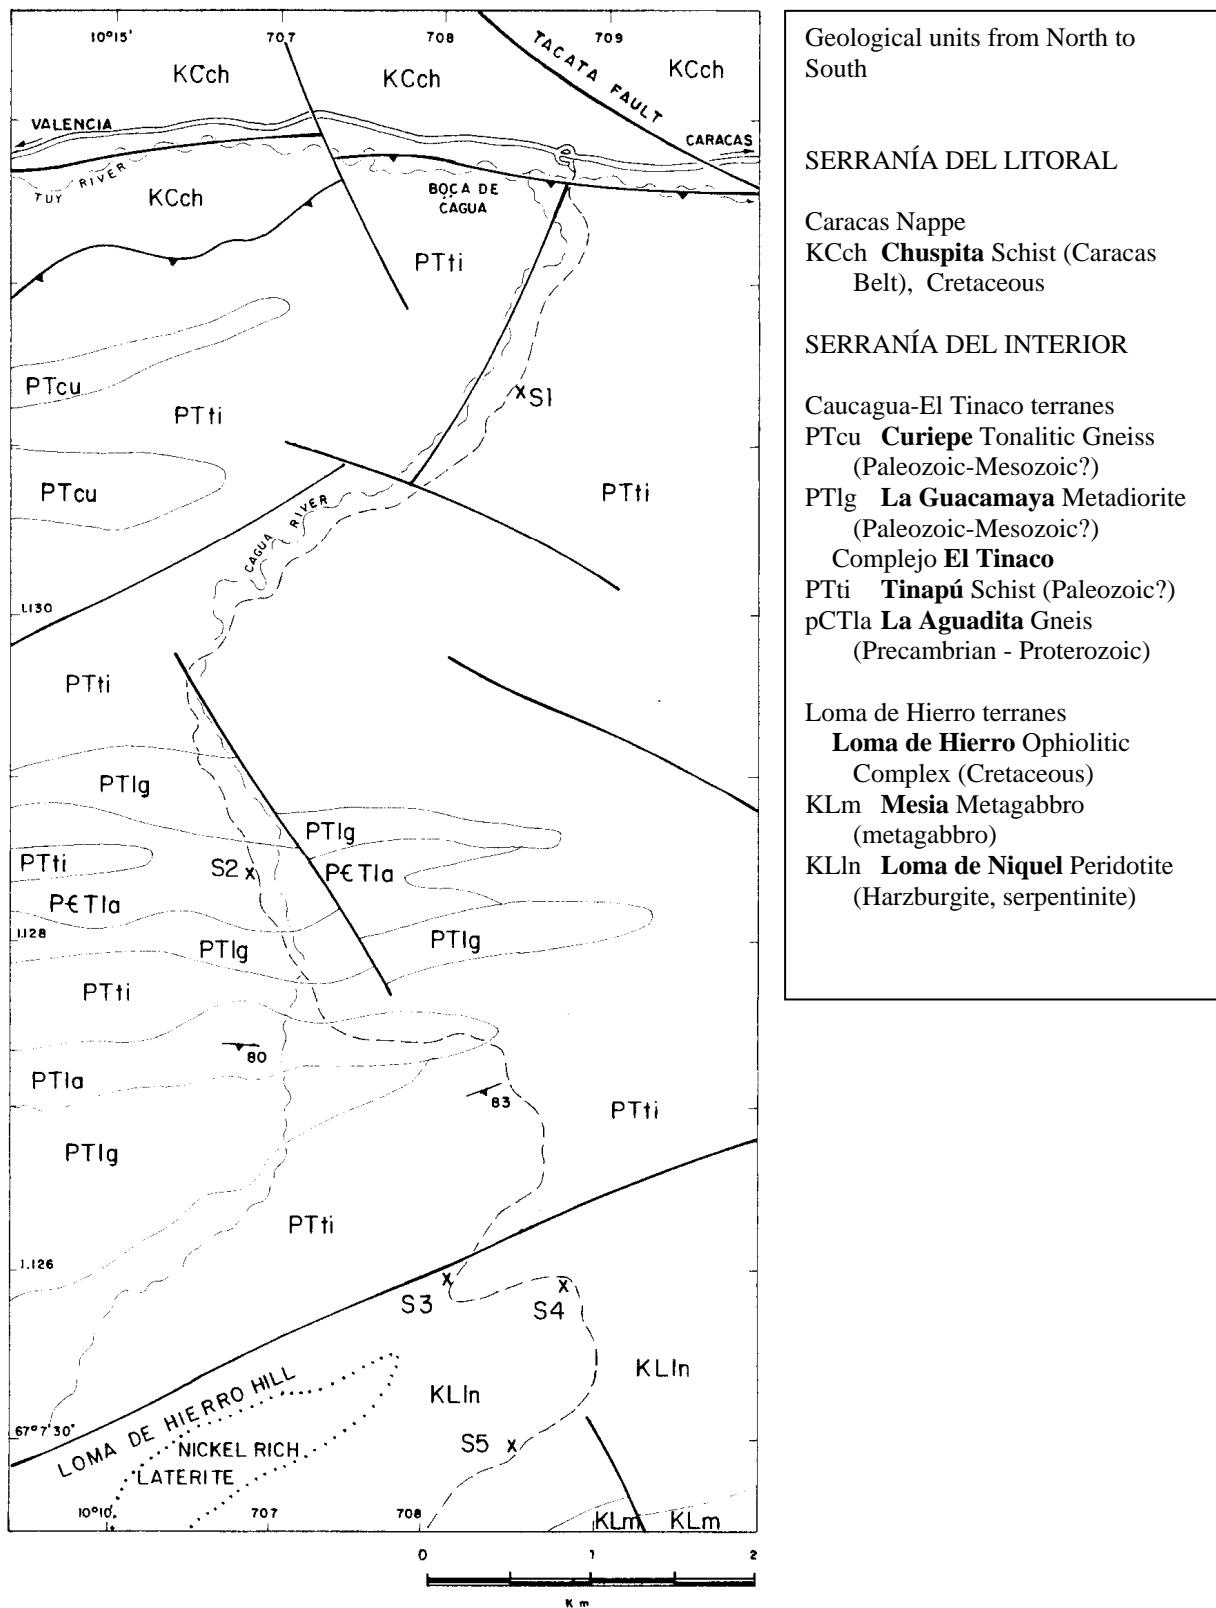 10°15'
707
708
709
KCch
KCch
KCch
TACATA FAULT
VALENCIA
CARACAS
TUY RIVER
KCch
BOCA DE
CAGUA
PTti
PTcu
PTti
S1
PTcu
PTti
CAGUA RIVER
1.130
PTti
PTlg
PTlg
PTti
S2
P€Tla
P€Tla
1.128
PTlg
PTlg
PTti
80
PTla
83
PTti
PTlg
PTti
1.126
S3
S4
KLln
KLln
67°7'30"
LOMA DE HIERRO HILL
NICKEL RICH
LATERITE
S5
10°10'
707
708
KLm
KLm
0
1
2
Km
Geological units from North to
South
SERRANÍA DEL LITORAL
Caracas Nappe
KCch Chuspita Schist (Caracas
Belt), Cretaceous
SERRANÍA DEL INTERIOR
Caucagua-El Tinaco terranes
PTcu Curiepe Tonalitic Gneiss
(Paleozoic-Mesozoic?)
PTlg La Guacamaya Metadiorite
(Paleozoic-Mesozoic?)
Complejo El Tinaco
PTti Tinapú Schist (Paleozoic?)
pCTla La Aguadita Gneis
(Precambrian - Proterozoic)
Loma de Hierro terranes
Loma de Hierro Ophiolitic
Complex (Cretaceous)
KLm Mesia Metagabbro
(metagabbro)
KLln Loma de Niquel Peridotite
(Harzburgite, serpentinite)